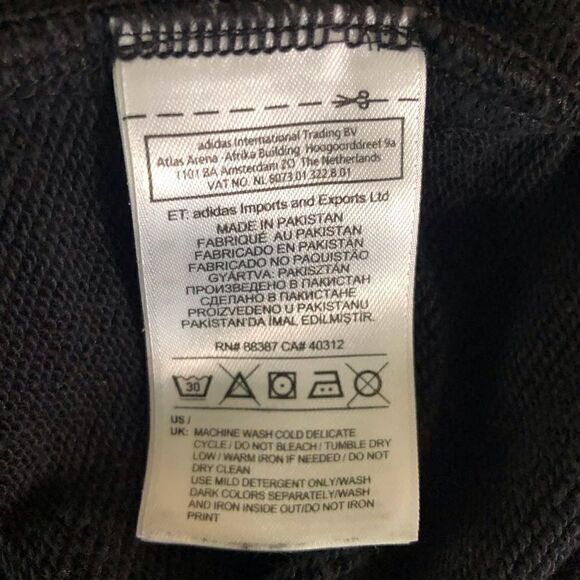 adidas International Trading BV
Atlas Arena Afrika Building Hoogoorddreef 9a
1101 BA Amsterdam ZO The Netherlands
VAT NO. NL 8073.01.322.B.01
ET: adidas Imports and Exports Ltd
MADE IN PAKISTAN
FABRIQUÉ AU PAKISTAN
FABRICADO EN PAKISTÁN
FABRICADO NO PAQUISTÃO
GYÁRTVA: PAKISZTÁN
ПРОИЗВЕДЕНО В ПАКИСТАН
СДЕЛАНО В ПАКИСТАНЕ
PROIZVEDENO U PAKISTANU
PAKİSTAN'DA İMAL EDİLMİŞTİR.
RN# 88387 CA# 40312
30
US /
UK: MACHINE WASH COLD DELICATE
CYCLE / DO NOT BLEACH / TUMBLE DRY
LOW / WARM IRON IF NEEDED / DO NOT
DRY CLEAN
USE MILD DETERGENT ONLY/WASH
DARK COLORS SEPARATELY/WASH
AND IRON INSIDE OUT/DO NOT IRON
PRINT